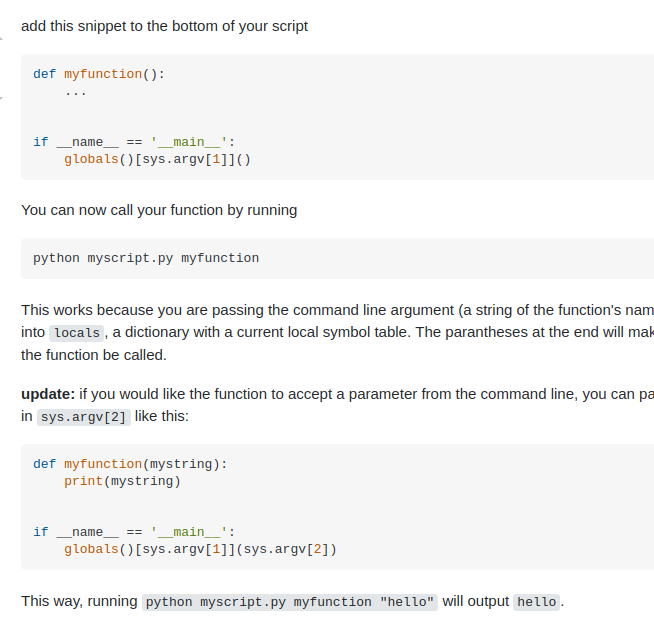 add this snippet to the bottom of your script
def myfunction():
    ...
if __name__ == '__main__':
    globals()[sys.argv[1]]()
You can now call your function by running
python myscript.py myfunction
This works because you are passing the command line argument (a string of the function's nam
into locals, a dictionary with a current local symbol table. The parantheses at the end will mak
the function be called.
update: if you would like the function to accept a parameter from the command line, you can pa
in sys.argv[2] like this:
def myfunction(mystring):
    print(mystring)
if __name__ == '__main__':
    globals()[sys.argv[1]](sys.argv[2])
This way, running python myscript.py myfunction "hello" will output hello.